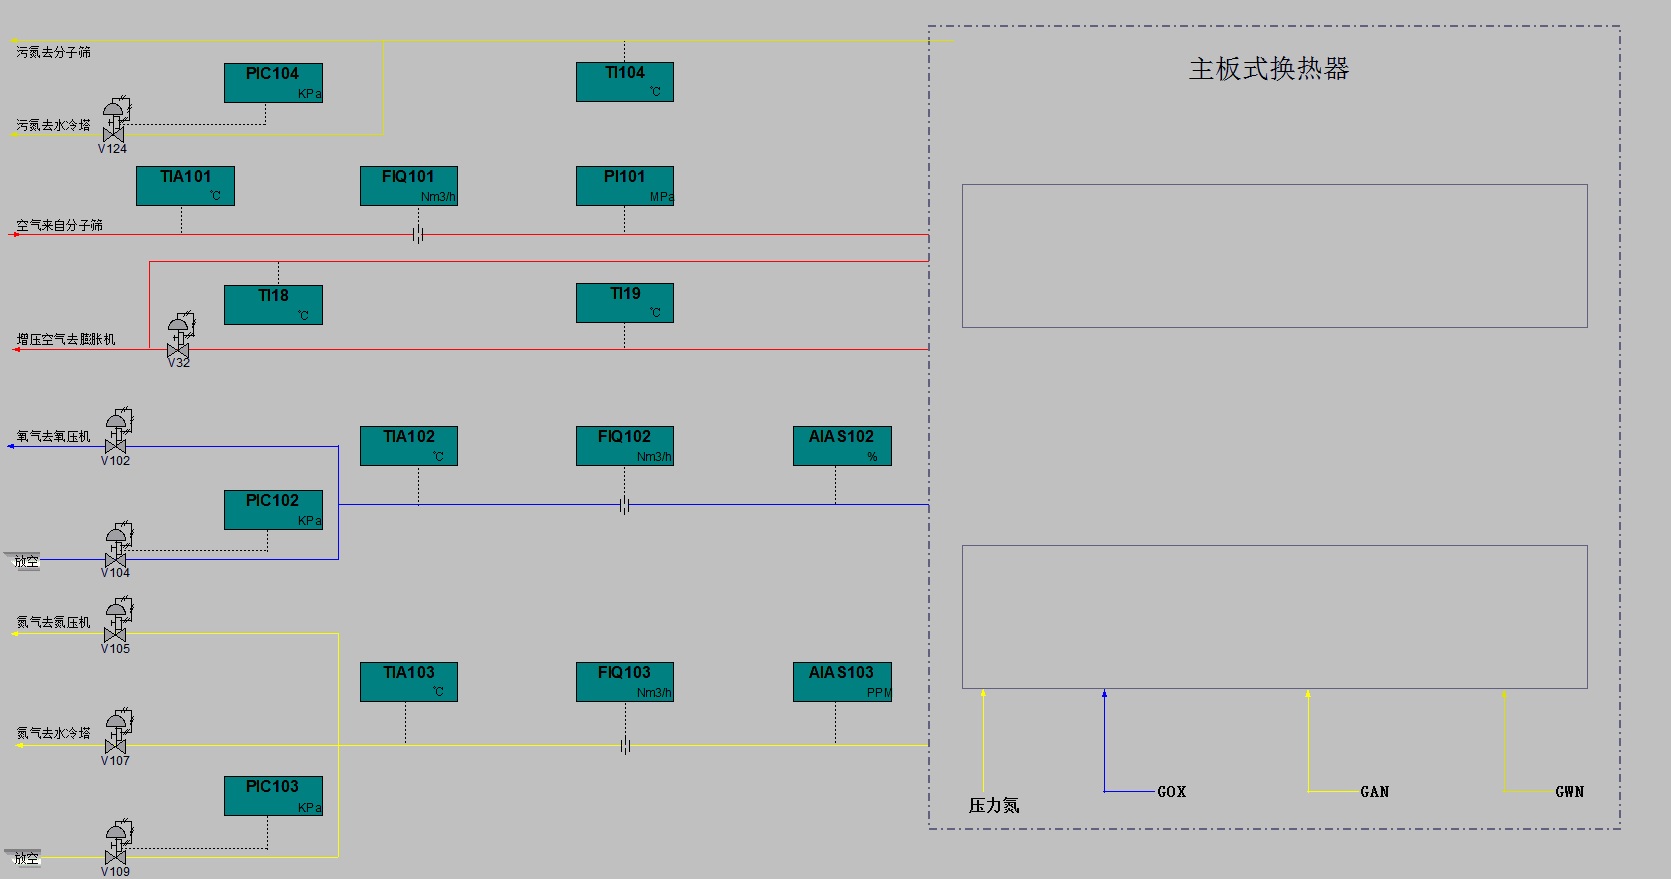 污氮去分子筛
主板式换热器
PIC104
KPa
TI104
℃
污氮去水冷塔
V124
TIA101
℃
FIQ101
Nm3/h
PI101
MPa
空气来自分子筛
TI18
℃
TI19
℃
增压空气去膨胀机
V32
氧气去氧压机
V102
TIA102
℃
FIQ102
Nm3/h
AIAS102
%
PIC102
KPa
放空
V104
氮气去氮压机
V105
TIA103
℃
FIQ103
Nm3/h
AIAS103
PPM
氮气去水冷塔
V107
PIC103
KPa
压力氮
GOX
GAN
GWN
放空
V109